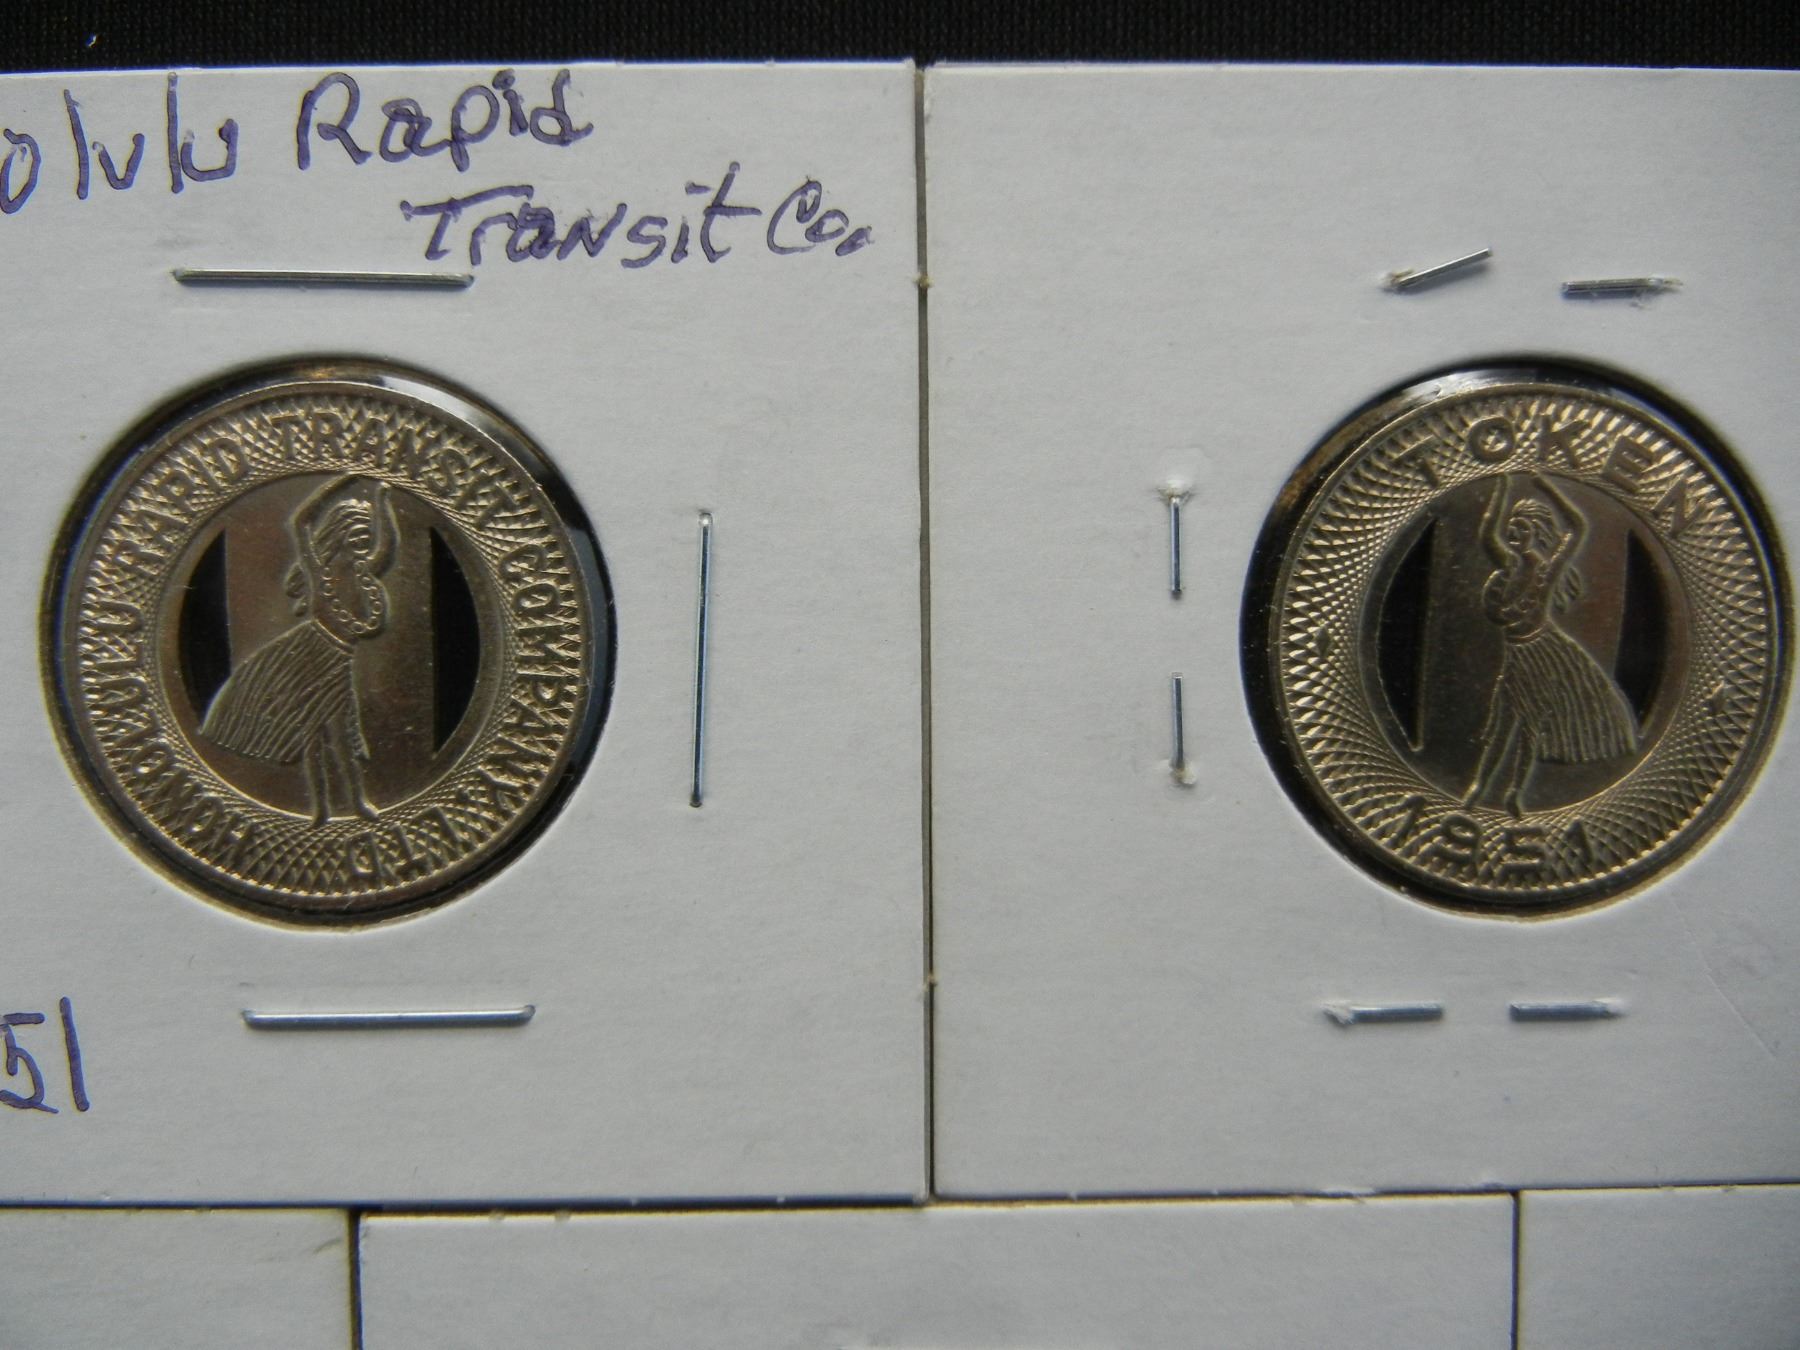 olulu Rapid
Transit Co.
HONOLULU RAPID TRANSIT COMPANY LTD.
TOKEN
1951
51